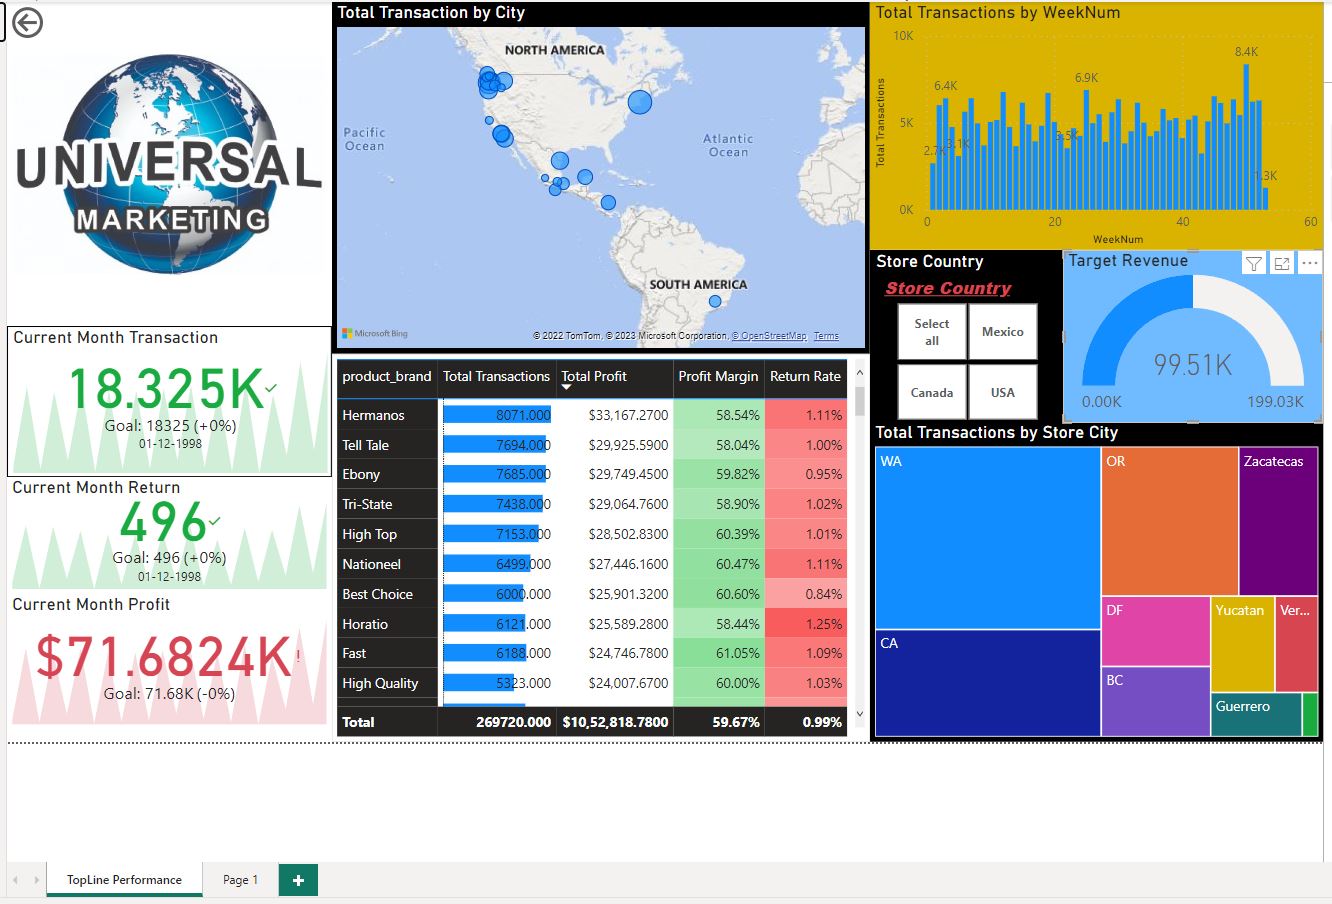 UNIVERSAL
MARKETING
Current Month Transaction
18.325K
Goal: 18325 (+0%)
01-12-1998
Current Month Return
496
Goal: 496 (+0%)
01-12-1998
Current Month Profit
$71.6824K!
Goal: 71.68K (-0%)
Total Transaction by City
NORTH AMERICA
Pacific
Ocean
Atlantic
Ocean
SOUTH AMERICA
Microsoft Bing
© 2022 TomTom, © 2023 Microsoft Corporation, © OpenStreetMap Terms
product_brand Total Transactions Total Profit Profit Margin Return Rate
Hermanos 8071.000 $33,167.2700 58.54% 1.11%
Tell Tale 7694.000 $29,925.5900 58.04% 1.00%
Ebony 7685.000 $29,749.4500 59.82% 0.95%
Tri-State 7438.000 $29,064.7600 58.90% 1.02%
High Top 7153.000 $28,502.8300 60.39% 1.01%
Nationeel 6499.000 $27,446.1600 60.47% 1.11%
Best Choice 6000.000 $25,901.3200 60.60% 0.84%
Horatio 6121.000 $25,589.2800 58.44% 1.25%
Fast 6188.000 $24,746.7800 61.05% 1.09%
High Quality 5323.000 $24,007.6700 60.00% 1.03%
Total 269720.000 $10,52,818.7800 59.67% 0.99%
Total Transactions by WeekNum
Total Transactions
10K
5K
0K
2.7K
6.4K
3.1K
3.5K
6.9K
8.4K
1.3K
0 20 40 60
WeekNum
Store Country
Store Country
Select all
Mexico
Canada
USA
Target Revenue
99.51K
0.00K 199.03K
Total Transactions by Store City
WA
CA
OR
Zacatecas
DF
BC
Yucatan
Ver...
Guerrero
TopLine Performance
Page 1
+